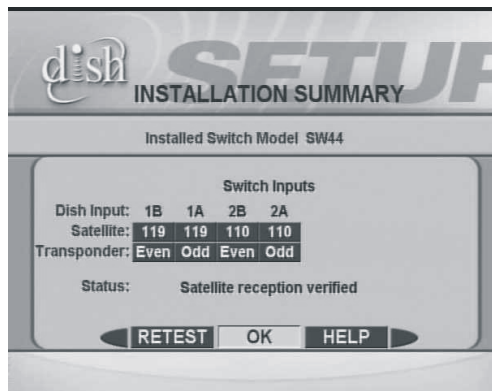 dish
SETUP
INSTALLATION SUMMARY
Installed Switch Model SW44
Switch Inputs
Dish Input: 1B 1A 2B 2A
Satellite: 119 119 110 110
Transponder: Even Odd Even Odd
Status: Satellite reception verified
RETEST OK HELP